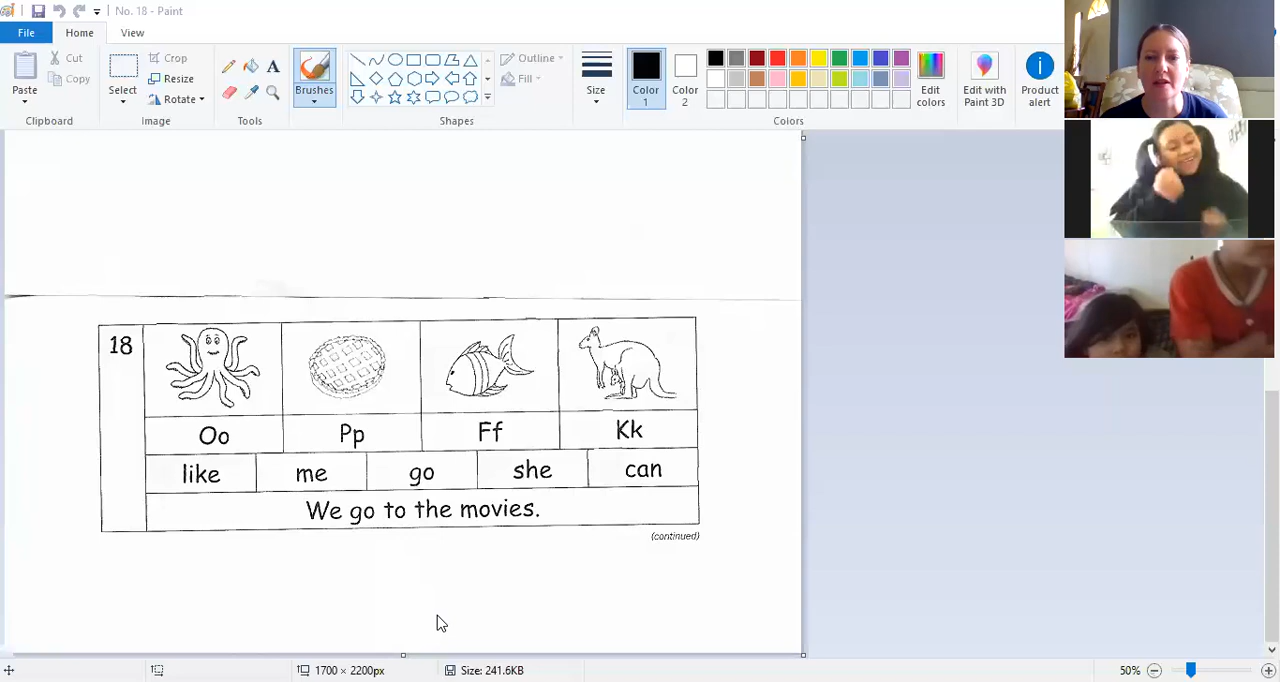 No. 18 - Paint
File Home View
Paste Cut Copy
Select Crop Resize Rotate
A
Brushes
Outline Fill
Size
Color 1
Color 2
Edit colors
Edit with Paint 3D
Product alert
Clipboard Image Tools Shapes Colors
18
Oo Pp Ff Kk
like me go she can
We go to the movies.
(continued)
1700 × 2200px Size: 241.6KB 50%